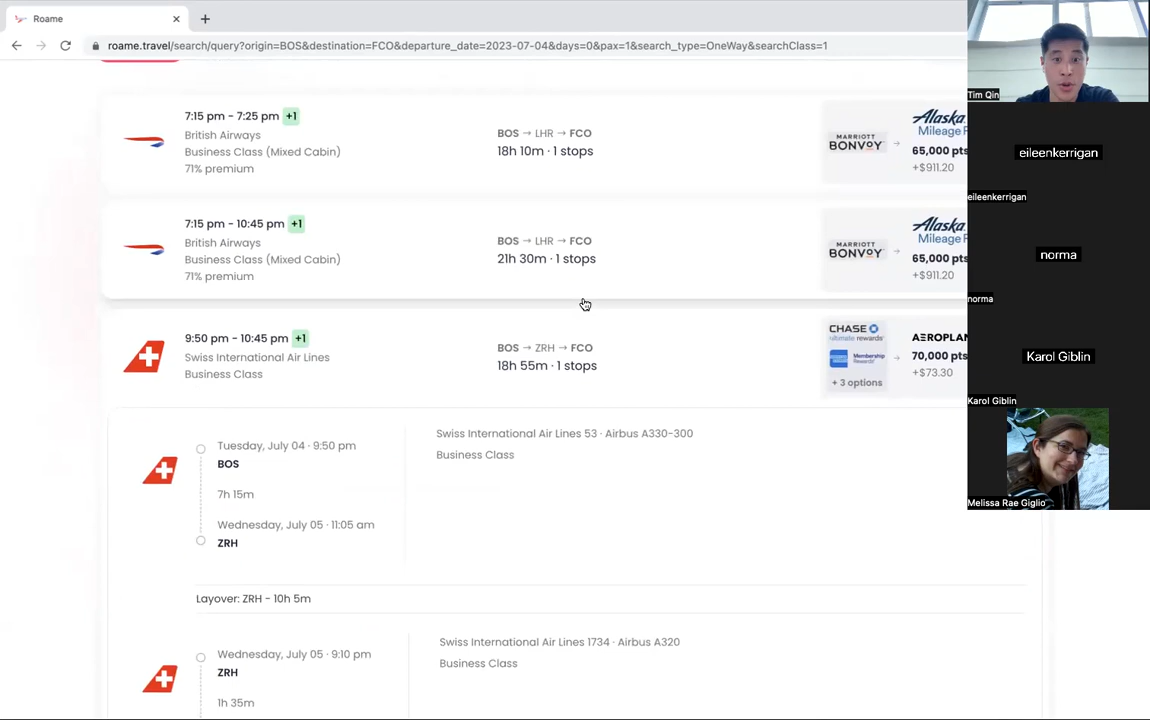 Roame
roame.travel/search/query?origin=BOS&destination=FCO&departure_date=2023-07-04&days=0&pax=1&search_type=OneWay&searchClass=1
7:15 pm - 7:25 pm +1
British Airways
Business Class (Mixed Cabin)
71% premium
BOS → LHR → FCO
18h 10m · 1 stops
MARRIOTT
BONVOY
→
Alaska
Mileage P
65,000 pts
+$911.20
7:15 pm - 10:45 pm +1
British Airways
Business Class (Mixed Cabin)
71% premium
BOS → LHR → FCO
21h 30m · 1 stops
MARRIOTT
BONVOY
→
Alaska
Mileage P
65,000 pts
+$911.20
9:50 pm - 10:45 pm +1
Swiss International Air Lines
Business Class
BOS → ZRH → FCO
18h 55m · 1 stops
CHASE
ultimate rewards
Membership
Rewards
+ 3 options
→
AEROPLAN
70,000 pts
+$73.30
Tuesday, July 04 · 9:50 pm
BOS
7h 15m
Wednesday, July 05 · 11:05 am
ZRH
Swiss International Air Lines 53 · Airbus A330-300
Business Class
Layover: ZRH - 10h 5m
Wednesday, July 05 · 9:10 pm
ZRH
1h 35m
Swiss International Air Lines 1734 · Airbus A320
Business Class
Tim Qin
eileenkerrigan
eileenkerrigan
norma
norma
Karol Giblin
Karol Giblin
Melissa Rae Giglio